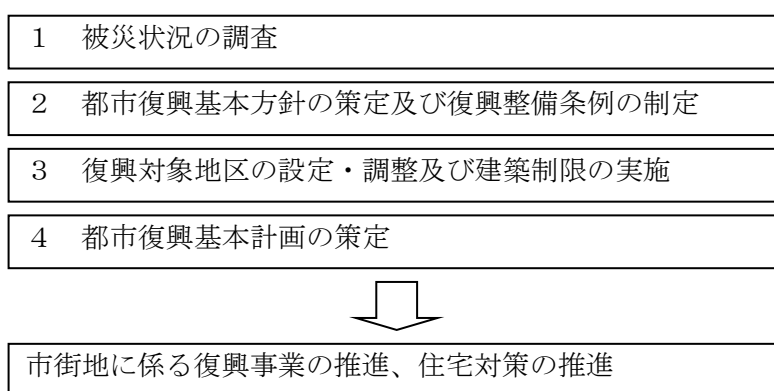 １　被災状況の調査
２　都市復興基本方針の策定及び復興整備条例の制定
３　復興対象地区の設定・調整及び建築制限の実施
４　都市復興基本計画の策定
市街地に係る復興事業の推進、住宅対策の推進